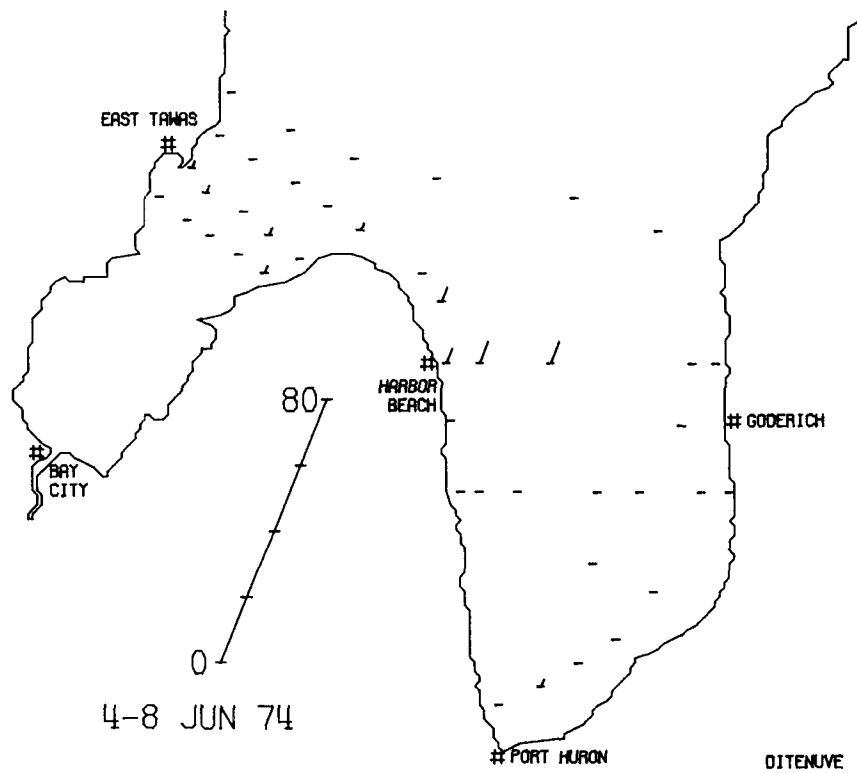 EAST TAWAS
HARBOR
BEACH
80
GODERICH
BAY
CITY
0
4-8 JUN 74
PORT HURON
DITENUVE